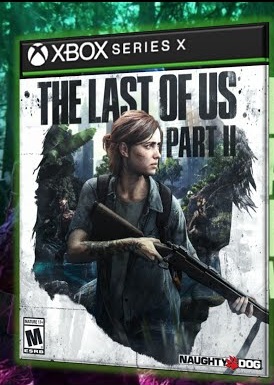 XBOX SERIES X
THE LAST OF US
PART II
MATURE 17+
M
ESRB
NAUGHTY DOG